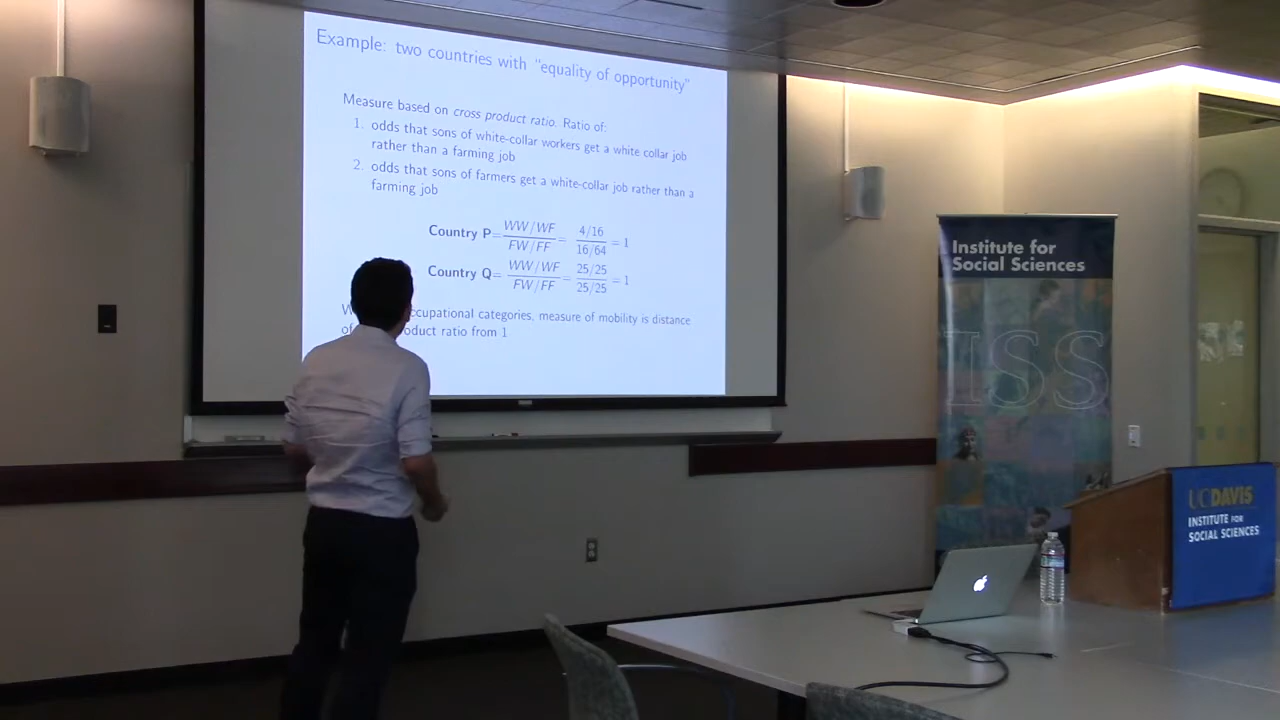 Example: two countries with "equality of opportunity"
Measure based on cross product ratio. Ratio of:
1. odds that sons of white-collar workers get a white collar job
rather than a farming job
2. odds that sons of farmers get a white-collar job rather than a
farming job
Country P= WW/WF / FW/FF = 4/16 / 16/64 = 1
Country Q= WW/WF / FW/FF = 25/25 / 25/25 = 1
occupational categories, measure of mobility is distance
ratio from 1
Institute for
Social Sciences
ISS
UCDAVIS
INSTITUTE FOR
SOCIAL SCIENCES